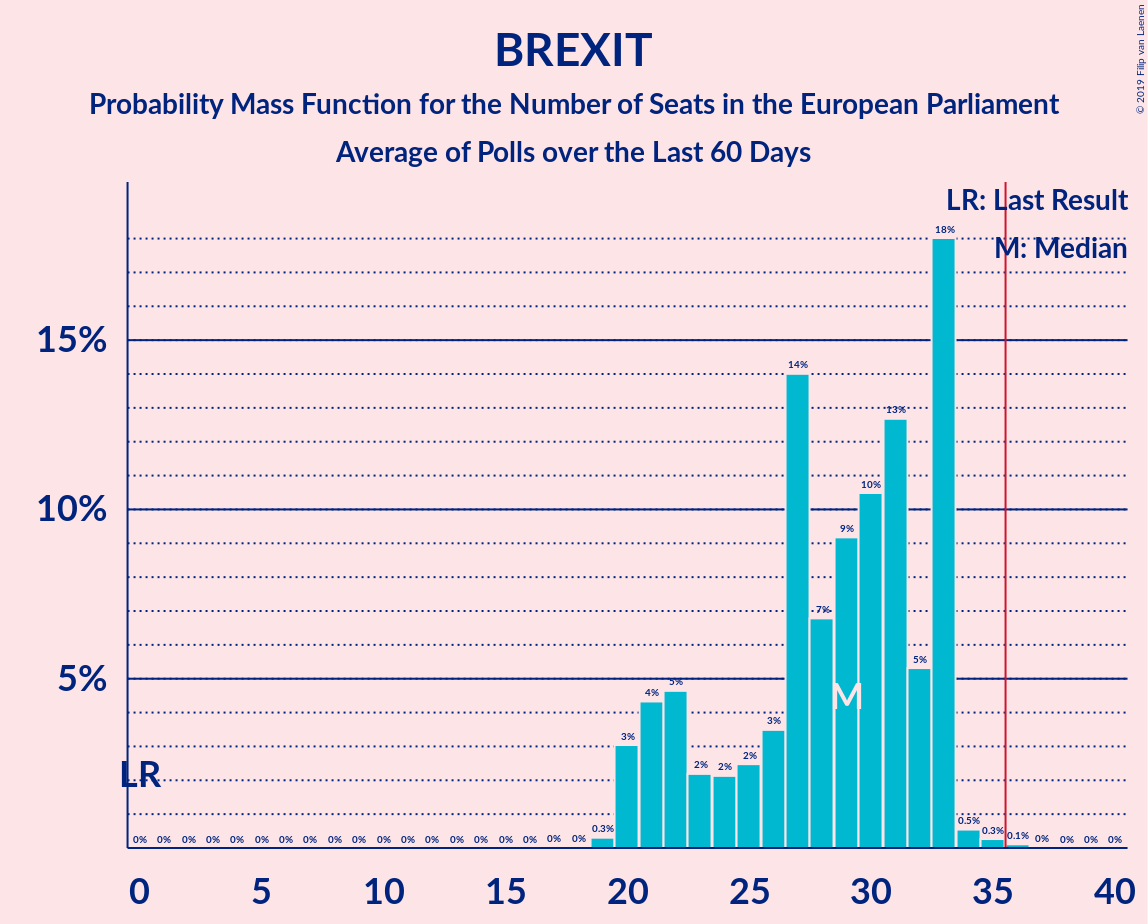 BREXIT
Probability Mass Function for the Number of Seats in the European Parliament
Average of Polls over the Last 60 Days
© 2019 Filip van Laenen
LR: Last Result
M: Median
15%
10%
5%
18%
14%
13%
10%
9%
7%
5%
5%
4%
3%
3%
2%
2%
2%
0.3%
0.5%
0.3%
0.1%
M
LR
0% 0% 0% 0% 0% 0% 0% 0% 0% 0% 0% 0% 0% 0% 0% 0% 0% 0% 0% 0% 0% 0% 0%
0 5 10 15 20 25 30 35 40